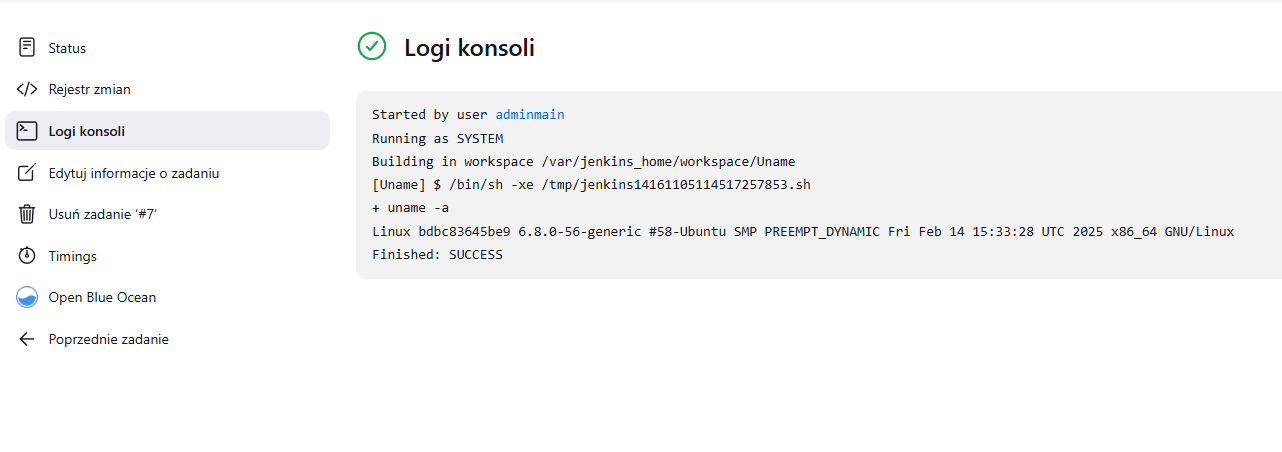 Status
Rejestr zmian
Logi konsoli
Edytuj informacje o zadaniu
Usuń zadanie ‘#7’
Timings
Open Blue Ocean
Poprzednie zadanie
Logi konsoli
Started by user adminmain
Running as SYSTEM
Building in workspace /var/jenkins_home/workspace/Uname
[Uname] $ /bin/sh -xe /tmp/jenkins14161105114517257853.sh
+ uname -a
Linux bdbc83645be9 6.8.0-56-generic #58-Ubuntu SMP PREEMPT_DYNAMIC Fri Feb 14 15:33:28 UTC 2025 x86_64 GNU/Linux
Finished: SUCCESS